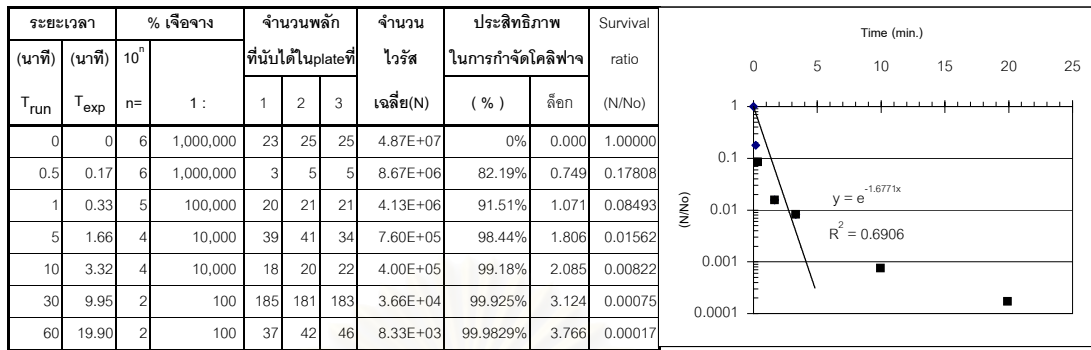 ระยะเวลา % เจือจาง จำนวนพลัก จำนวน ประสิทธิภาพ Survival
(นาที) (นาที) 10^n ที่นับได้ในplateที่ ไวรัส ในการกำจัดโคลิฟาจ ratio
T_run T_exp n= 1 : 1 2 3 เฉลี่ย(N) ( % ) ล็อก (N/No)
0 0 6 1,000,000 23 25 25 4.87E+07 0% 0.000 1.00000
0.5 0.17 6 1,000,000 3 5 5 8.67E+06 82.19% 0.749 0.17808
1 0.33 5 100,000 20 21 21 4.13E+06 91.51% 1.071 0.08493
5 1.66 4 10,000 39 41 34 7.60E+05 98.44% 1.806 0.01562
10 3.32 4 10,000 18 20 22 4.00E+05 99.18% 2.085 0.00822
30 9.95 2 100 185 181 183 3.66E+04 99.925% 3.124 0.00075
60 19.90 2 100 37 42 46 8.33E+03 99.9829% 3.766 0.00017
Time (min.)
0 5 10 15 20 25
1
0.1
0.01
0.001
0.0001
(N/No)
y = e^-1.6771x
R^2 = 0.6906